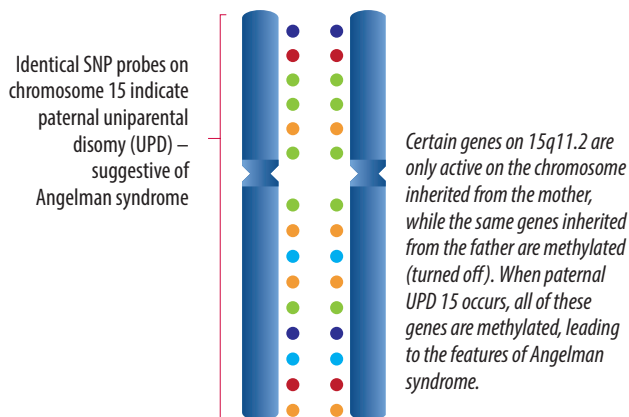 Identical SNP probes on
chromosome 15 indicate
paternal uniparental
disomy (UPD) –
suggestive of
Angelman syndrome
Certain genes on 15q11.2 are
only active on the chromosome
inherited from the mother,
while the same genes inherited
from the father are methylated
(turned off). When paternal
UPD 15 occurs, all of these
genes are methylated, leading
to the features of Angelman
syndrome.